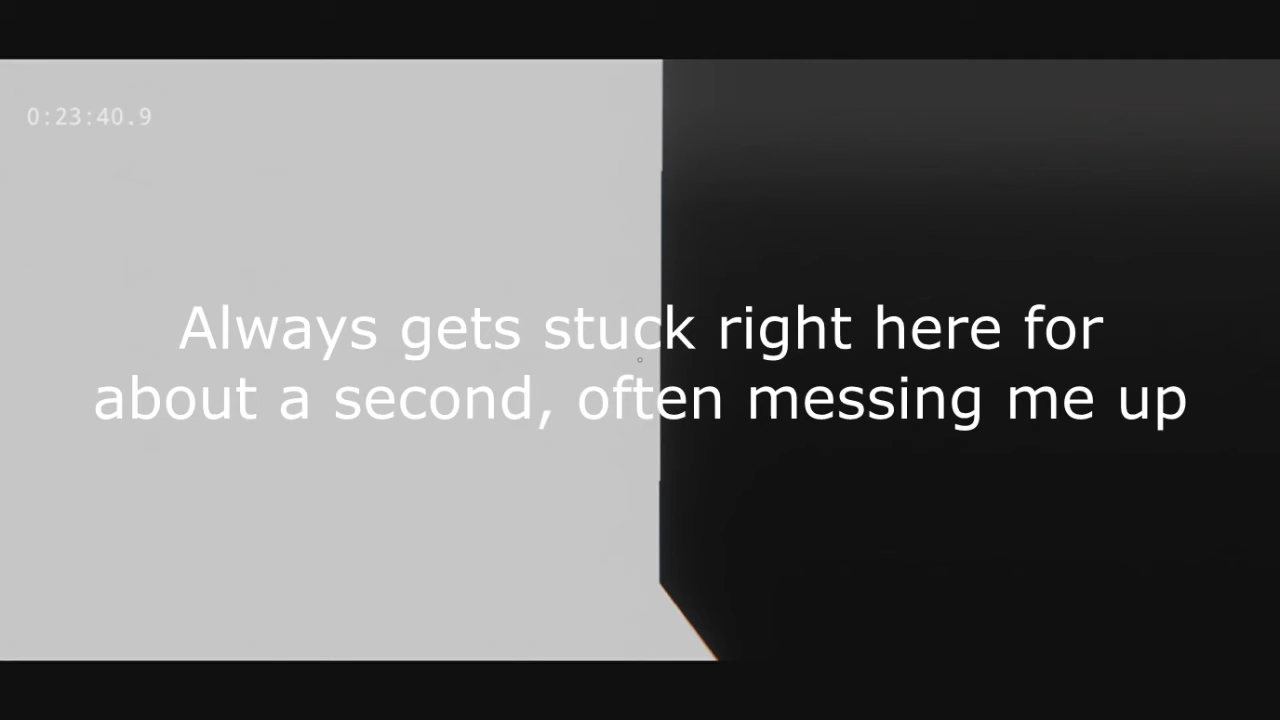 0:23:40.9
Always gets stuck right here for
about a second, often messing me up